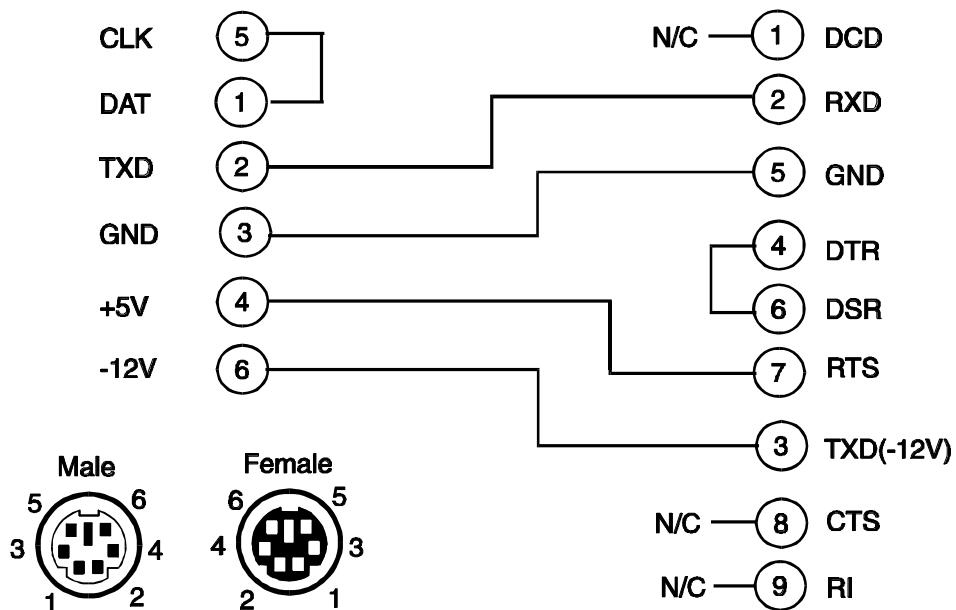 CLK 5
DAT 1
TXD 2
GND 3
+5V 4
-12V 6
N/C 1 DCD
2 RXD
5 GND
4 DTR
6 DSR
7 RTS
3 TXD(-12V)
N/C 8 CTS
N/C 9 RI
Male
5 6
3 4
1 2
Female
6 5
4 3
2 1